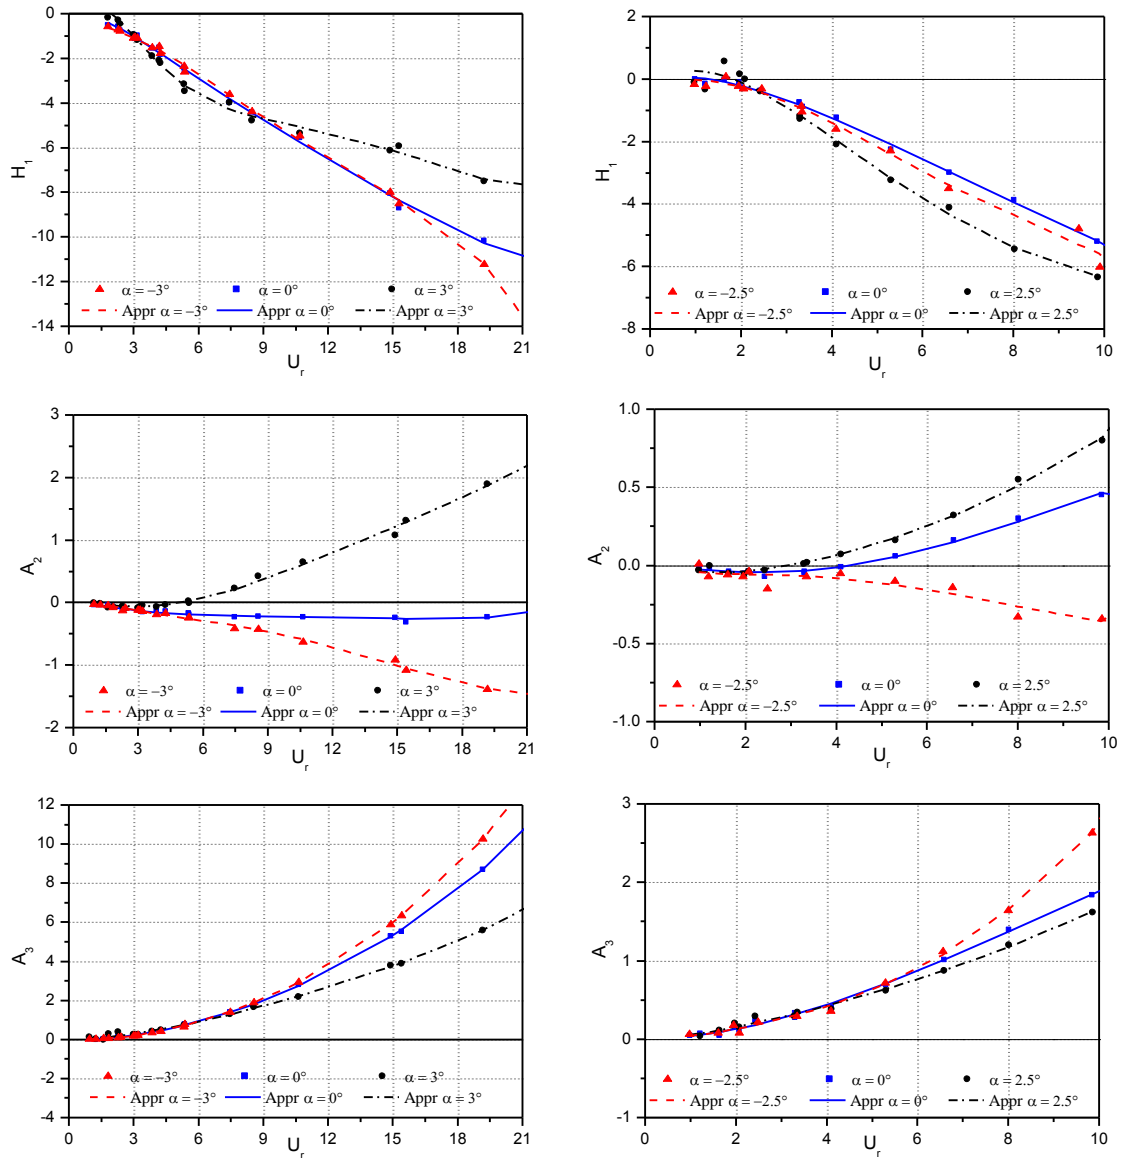 0
-2
-4
-6
-8
-10
-12
-14
H1
α = −3° α = 0° α = 3°
Appr α = −3° Appr α = 0° Appr α = 3°
0 3 6 9 12 15 18 21
Ur
2
0
-2
-4
-6
-8
H1
α = −2.5° α = 0° α = 2.5°
Appr α = −2.5° Appr α = 0° Appr α = 2.5°
0 2 4 6 8 10
Ur
3
2
1
0
-1
-2
A2
α = −3° α = 0° α = 3°
Appr α = −3° Appr α = 0° Appr α = 3°
0 3 6 9 12 15 18 21
Ur
1.0
0.5
0.0
-0.5
-1.0
A2
α = −2.5° α = 0° α = 2.5°
Appr α = −2.5° Appr α = 0° Appr α = 2.5°
0 2 4 6 8 10
Ur
12
10
8
6
4
2
0
-2
-4
A3
α = −3° α = 0° α = 3°
Appr α = −3° Appr α = 0° Appr α = 3°
0 3 6 9 12 15 18 21
Ur
3
2
1
0
-1
A3
α = −2.5° α = 0° α = 2.5°
Appr α = −2.5° Appr α = 0° Appr α = 2.5°
0 2 4 6 8 10
Ur